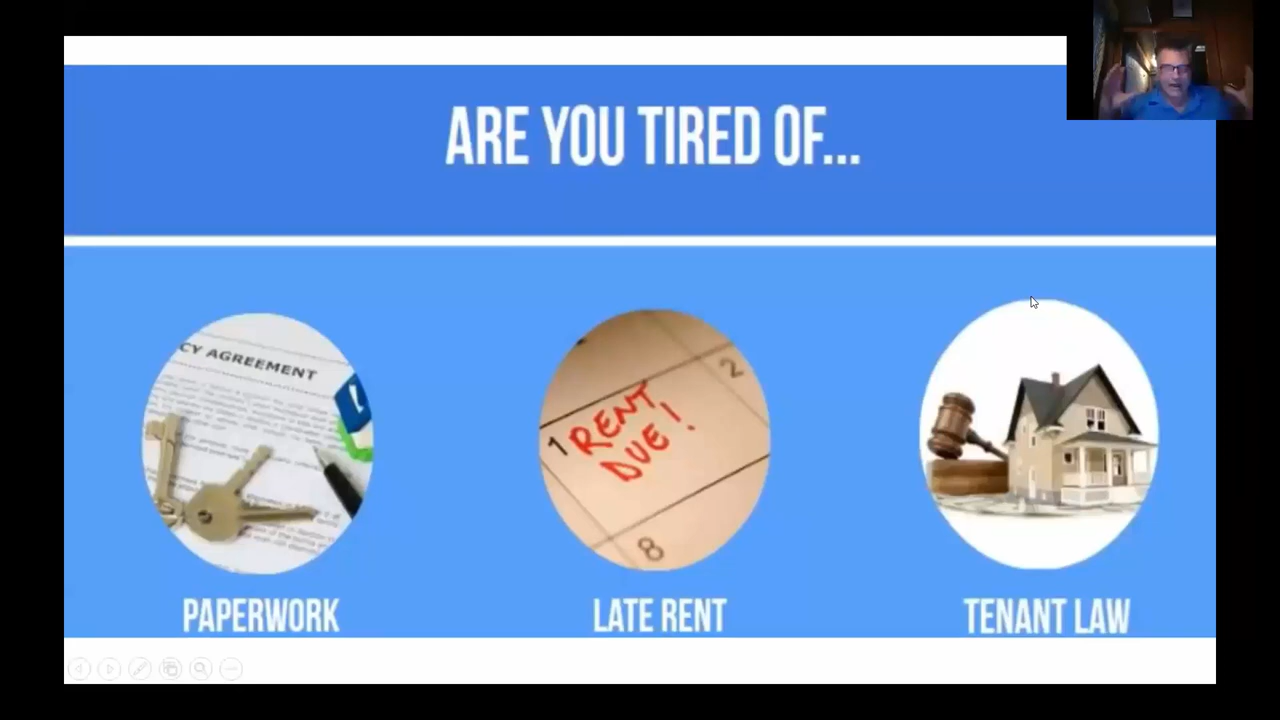 ARE YOU TIRED OF...
CY AGREEMENT
1 RENT DUE!
2
8
PAPERWORK
LATE RENT
TENANT LAW